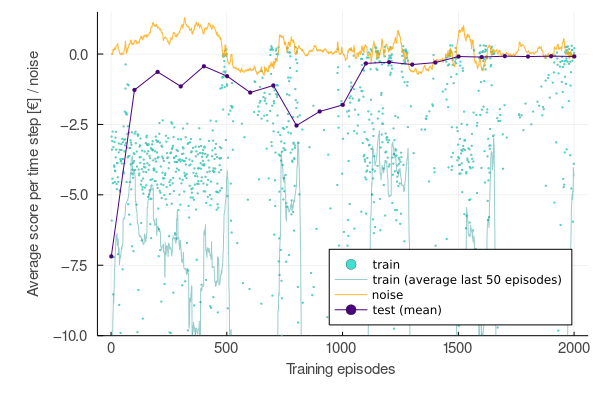 Average score per time step [€] / noise
0.0
−2.5
−5.0
−7.5
−10.0
0
500
1000
1500
2000
Training episodes
train
train (average last 50 episodes)
noise
test (mean)